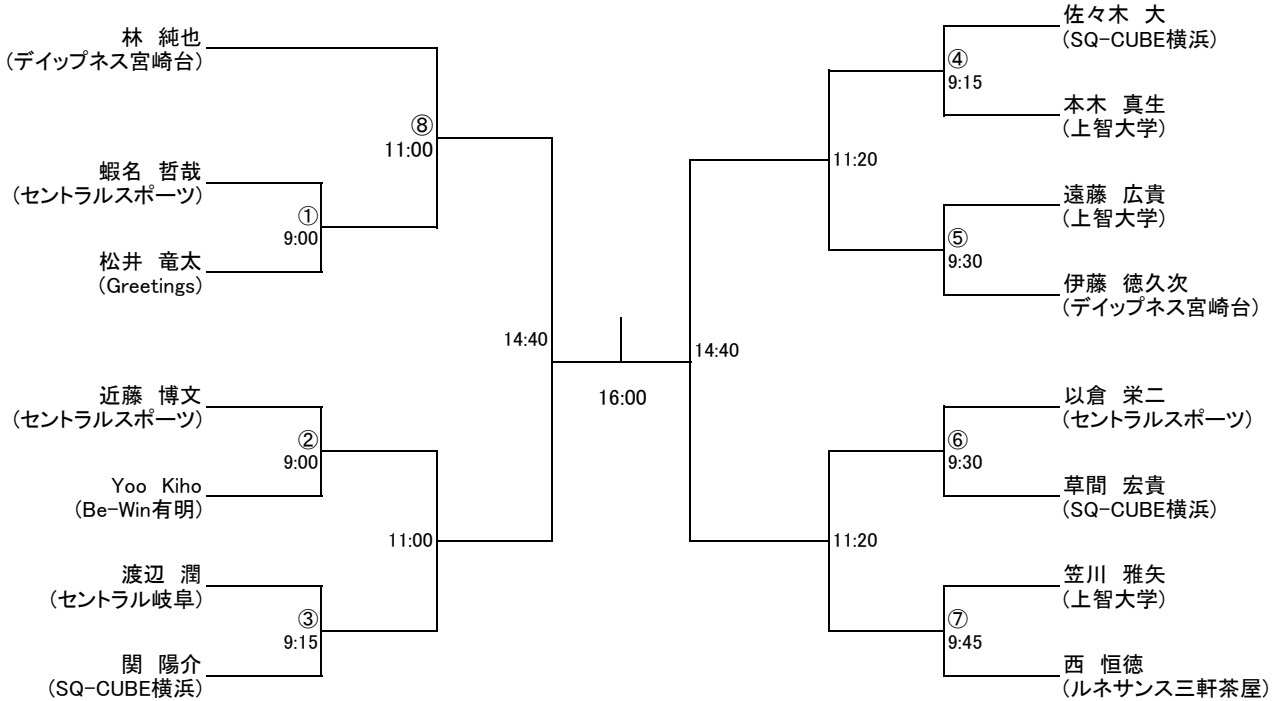 林 純也
(デイップネス宮崎台)
⑧
11:00
蝦名 哲哉
(セントラルスポーツ)
①
9:00
松井 竜太
(Greetings)
14:40
近藤 博文
(セントラルスポーツ)
②
9:00
Yoo Kiho
(Be-Win有明)
11:00
渡辺 潤
(セントラル岐阜)
③
9:15
関 陽介
(SQ-CUBE横浜)
16:00
佐々木 大
(SQ-CUBE横浜)
④
9:15
本木 真生
(上智大学)
11:20
遠藤 広貴
(上智大学)
⑤
9:30
伊藤 徳久次
(デイップネス宮崎台)
14:40
以倉 栄二
(セントラルスポーツ)
⑥
9:30
草間 宏貴
(SQ-CUBE横浜)
11:20
笠川 雅矢
(上智大学)
⑦
9:45
西 恒徳
(ルネサンス三軒茶屋)